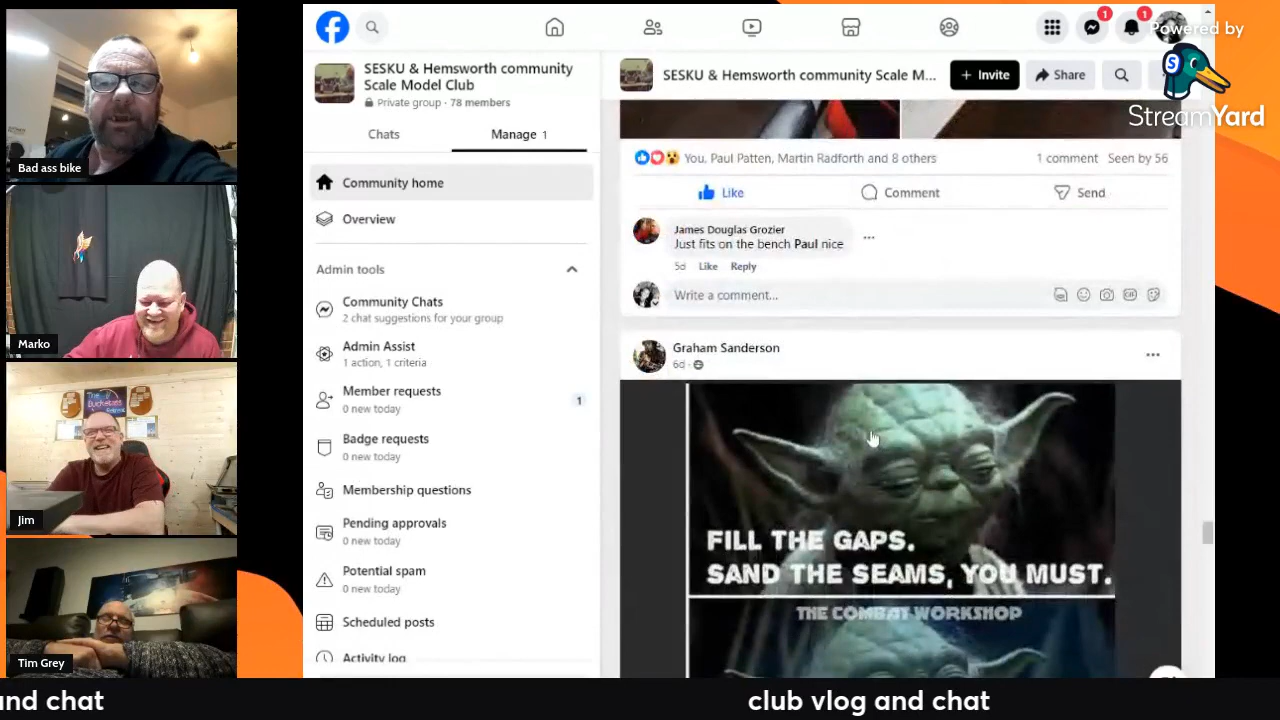 Bad ass bike
Marko
The
Jim
Tim Grey
SESKU & Hemsworth community
Scale Model Club
Private group · 78 members
Chats
Manage 1
Community home
Overview
Admin tools
Community Chats
2 chat suggestions for your group
Admin Assist
1 action, 1 criteria
Member requests
0 new today
1
Badge requests
0 new today
Membership questions
Pending approvals
0 new today
Potential spam
0 new today
Scheduled posts
Activity log
SESKU & Hemsworth community Scale M...
+ Invite
Share
1
1
Powered by
StreamYard
You, Paul Patten, Martin Radforth and 8 others
1 comment Seen by 56
Like
Comment
Send
James Douglas Grozier
Just fits on the bench Paul nice
5d Like Reply
Write a comment...
GIF
Graham Sanderson
6d
FILL THE GAPS.
SAND THE SEAMS, YOU MUST.
THE COMBAT WORKSHOP
and chat
club vlog and chat